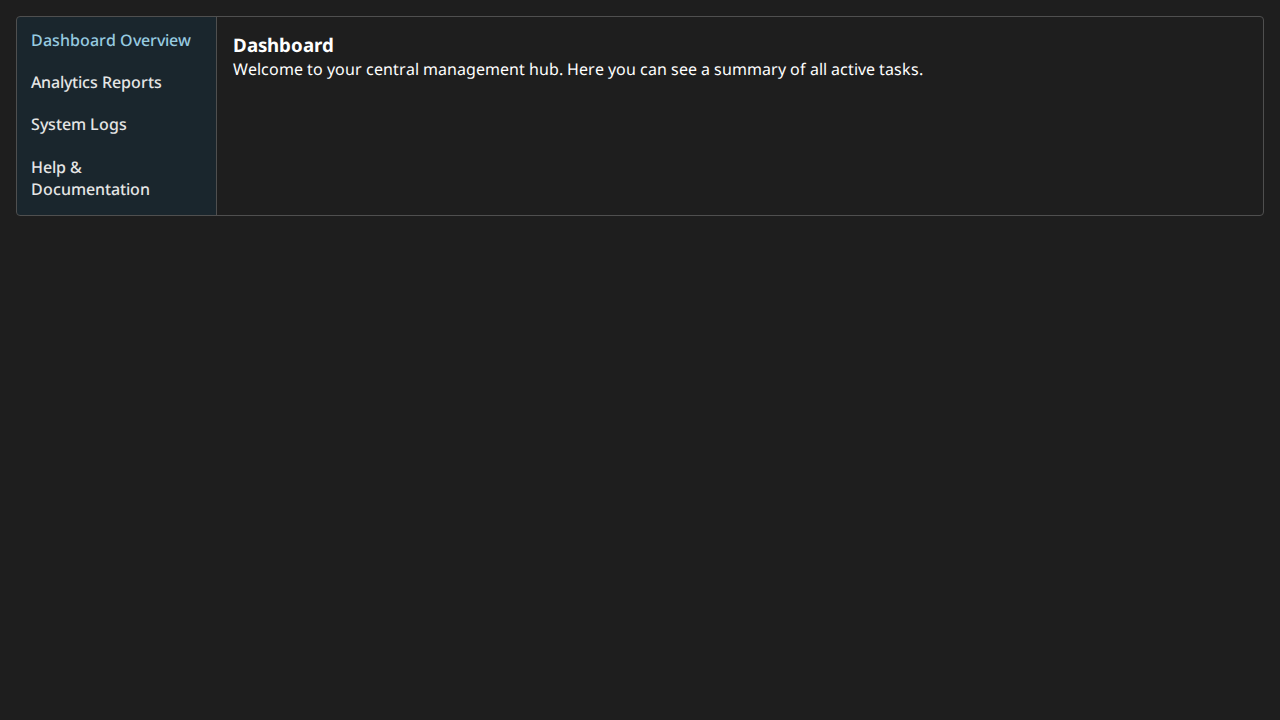 Dashboard Overview
Analytics Reports
System Logs
Help &
Documentation
Dashboard
Welcome to your central management hub. Here you can see a summary of all active tasks.